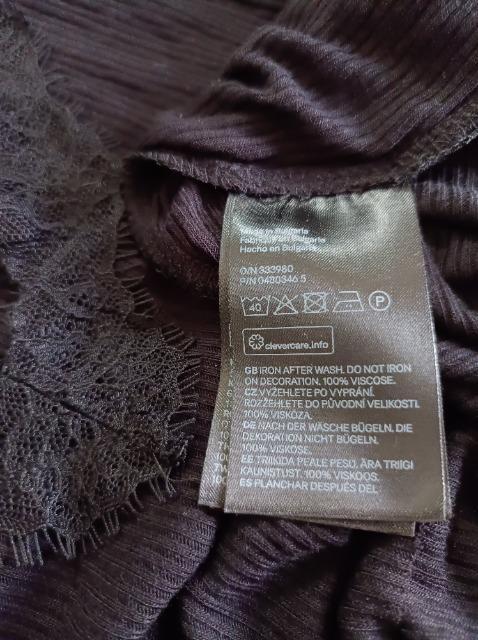 Made in Bulgaria
Fabriqué en Bulgarie
Hecho en Bulgaria
O/N 333980
P/N 0480346 5
40 P
clevercare.info
GB IRON AFTER WASH. DO NOT IRON
ON DECORATION. 100% VISCOSE.
CZ VYŽEHLETE PO VYPRÁNÍ.
ROZŽEHLETE DO PŮVODNÍ VELIKOSTI.
100% VISKÓZA.
DE NACH DER WÄSCHE BÜGELN. DIE
DEKORATION NICHT BÜGELN.
100% VISKOSE.
EE TRIIKIDA PEALE PESU. ÄRA TRIIGI
KAUNISTUST. 100% VISKOOS.
ES PLANCHAR DESPUÉS DEL